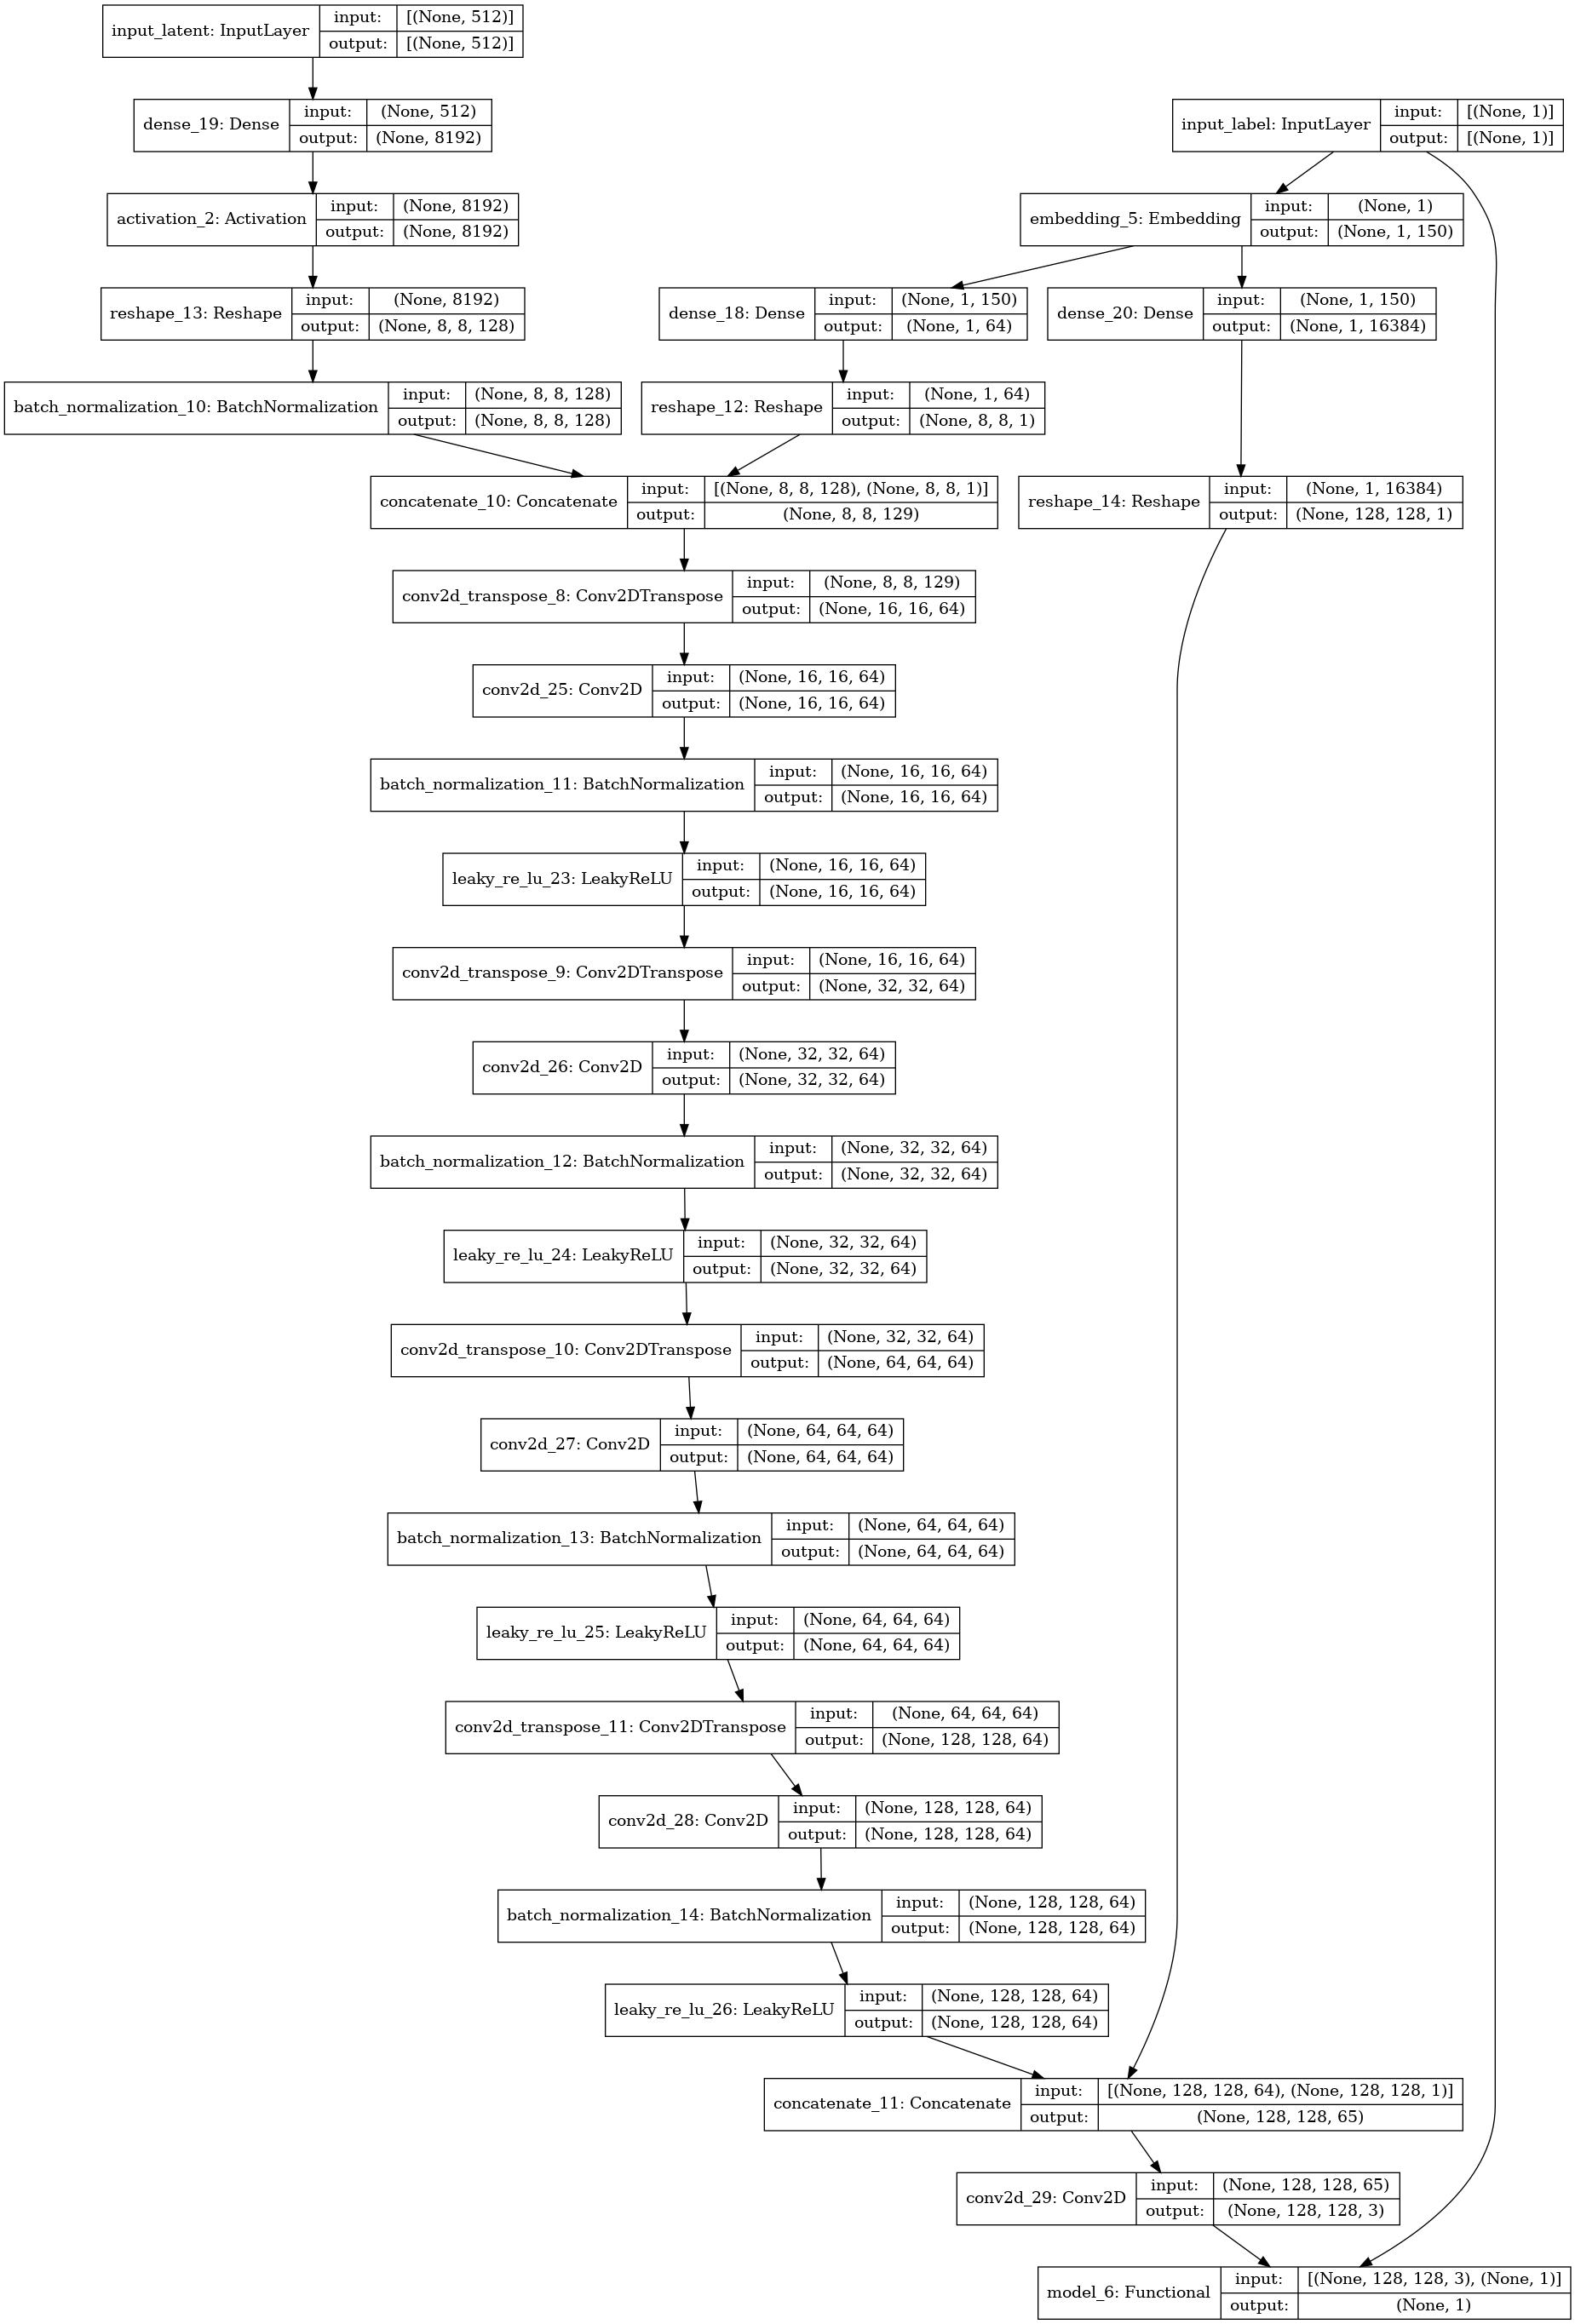 input_latent: InputLayer
input: [(None, 512)]
output: [(None, 512)]
dense_19: Dense
input: (None, 512)
output: (None, 8192)
input_label: InputLayer
input: [(None, 1)]
output: [(None, 1)]
activation_2: Activation
input: (None, 8192)
output: (None, 8192)
embedding_5: Embedding
input: (None, 1)
output: (None, 1, 150)
reshape_13: Reshape
input: (None, 8192)
output: (None, 8, 8, 128)
dense_18: Dense
input: (None, 1, 150)
output: (None, 1, 64)
dense_20: Dense
input: (None, 1, 150)
output: (None, 1, 16384)
batch_normalization_10: BatchNormalization
input: (None, 8, 8, 128)
output: (None, 8, 8, 128)
reshape_12: Reshape
input: (None, 1, 64)
output: (None, 8, 8, 1)
concatenate_10: Concatenate
input: [(None, 8, 8, 128), (None, 8, 8, 1)]
output: (None, 8, 8, 129)
reshape_14: Reshape
input: (None, 1, 16384)
output: (None, 128, 128, 1)
conv2d_transpose_8: Conv2DTranspose
input: (None, 8, 8, 129)
output: (None, 16, 16, 64)
conv2d_25: Conv2D
input: (None, 16, 16, 64)
output: (None, 16, 16, 64)
batch_normalization_11: BatchNormalization
input: (None, 16, 16, 64)
output: (None, 16, 16, 64)
leaky_re_lu_23: LeakyReLU
input: (None, 16, 16, 64)
output: (None, 16, 16, 64)
conv2d_transpose_9: Conv2DTranspose
input: (None, 16, 16, 64)
output: (None, 32, 32, 64)
conv2d_26: Conv2D
input: (None, 32, 32, 64)
output: (None, 32, 32, 64)
batch_normalization_12: BatchNormalization
input: (None, 32, 32, 64)
output: (None, 32, 32, 64)
leaky_re_lu_24: LeakyReLU
input: (None, 32, 32, 64)
output: (None, 32, 32, 64)
conv2d_transpose_10: Conv2DTranspose
input: (None, 32, 32, 64)
output: (None, 64, 64, 64)
conv2d_27: Conv2D
input: (None, 64, 64, 64)
output: (None, 64, 64, 64)
batch_normalization_13: BatchNormalization
input: (None, 64, 64, 64)
output: (None, 64, 64, 64)
leaky_re_lu_25: LeakyReLU
input: (None, 64, 64, 64)
output: (None, 64, 64, 64)
conv2d_transpose_11: Conv2DTranspose
input: (None, 64, 64, 64)
output: (None, 128, 128, 64)
conv2d_28: Conv2D
input: (None, 128, 128, 64)
output: (None, 128, 128, 64)
batch_normalization_14: BatchNormalization
input: (None, 128, 128, 64)
output: (None, 128, 128, 64)
leaky_re_lu_26: LeakyReLU
input: (None, 128, 128, 64)
output: (None, 128, 128, 64)
concatenate_11: Concatenate
input: [(None, 128, 128, 64), (None, 128, 128, 1)]
output: (None, 128, 128, 65)
conv2d_29: Conv2D
input: (None, 128, 128, 65)
output: (None, 128, 128, 3)
model_6: Functional
input: [(None, 128, 128, 3), (None, 1)]
output: (None, 1)